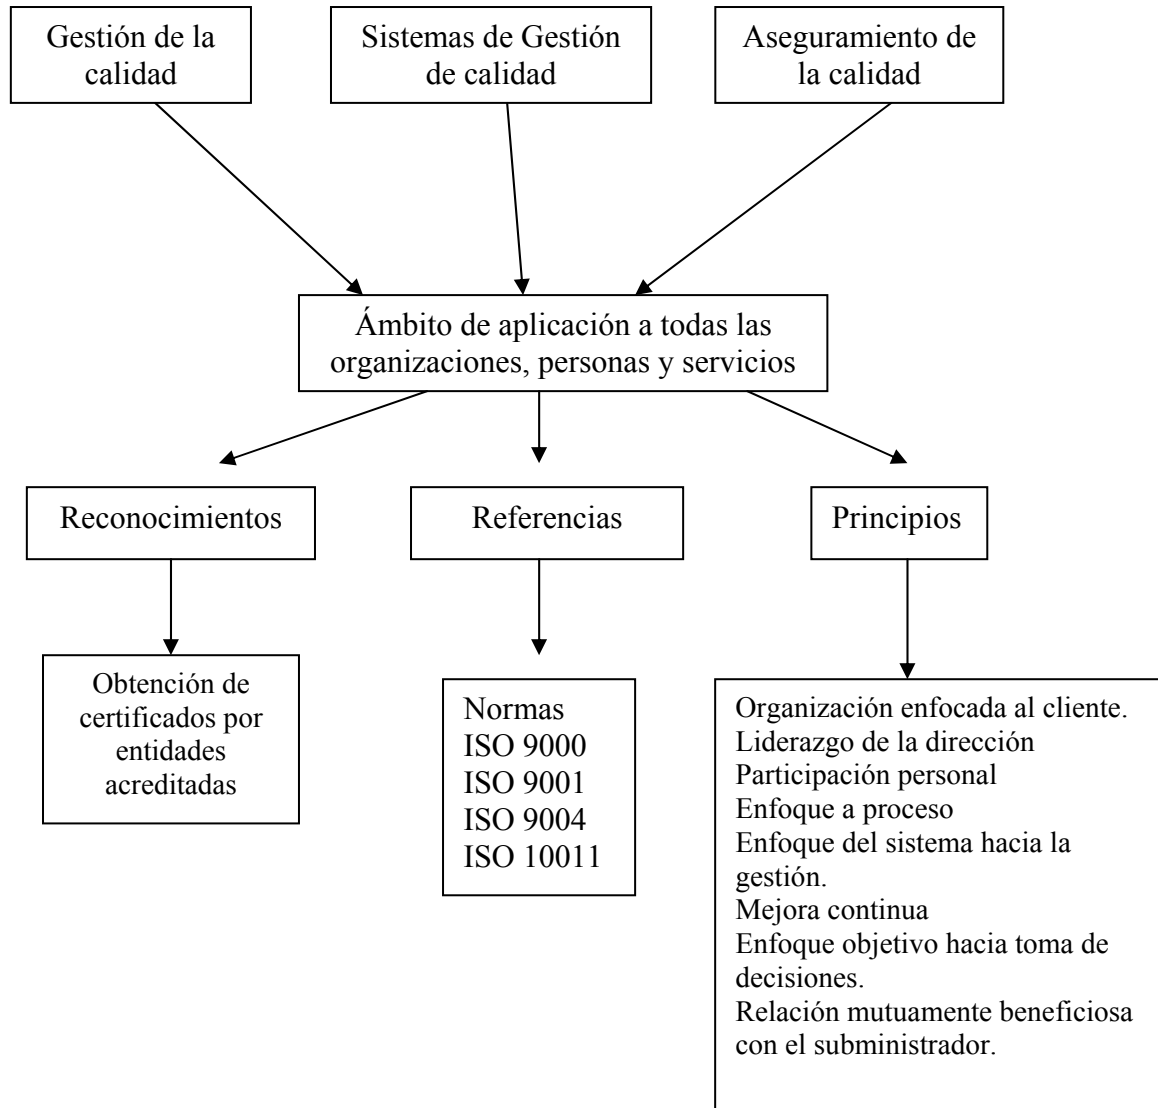 Gestión de la
calidad
Sistemas de Gestión
de calidad
Aseguramiento de
la calidad
Ámbito de aplicación a todas las
organizaciones, personas y servicios
Reconocimientos
Referencias
Principios
Obtención de
certificados por
entidades
acreditadas
Normas
ISO 9000
ISO 9001
ISO 9004
ISO 10011
Organización enfocada al cliente.
Liderazgo de la dirección
Participación personal
Enfoque a proceso
Enfoque del sistema hacia la
gestión.
Mejora continua
Enfoque objetivo hacia toma de
decisiones.
Relación mutuamente beneficiosa
con el subministrador.